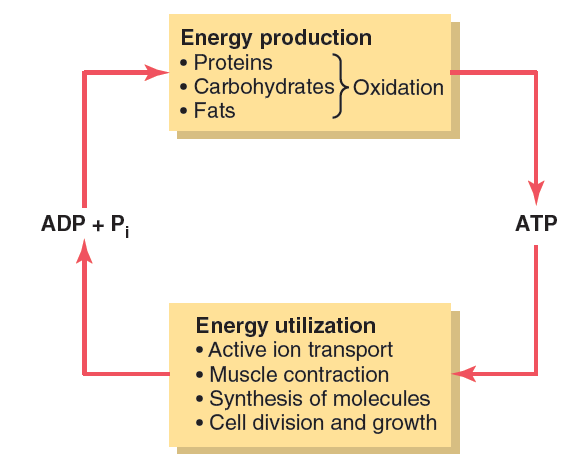 Energy production
• Proteins
• Carbohydrates
• Fats
Oxidation
ADP + Pi
ATP
Energy utilization
• Active ion transport
• Muscle contraction
• Synthesis of molecules
• Cell division and growth